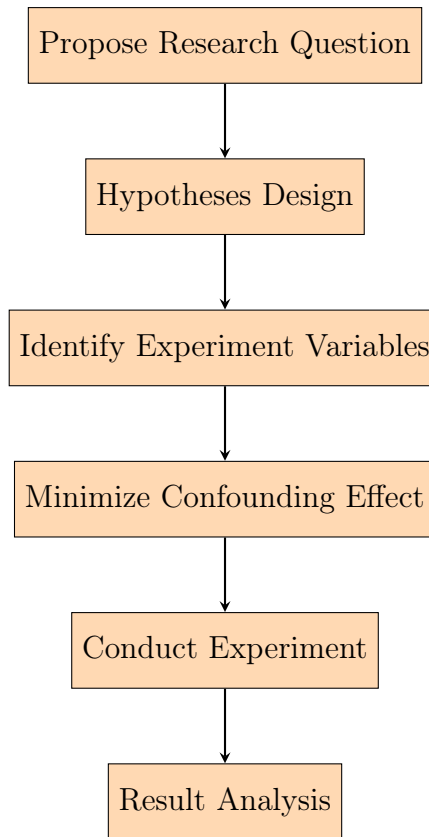 Propose Research Question
Hypotheses Design
Identify Experiment Variables
Minimize Confounding Effect
Conduct Experiment
Result Analysis